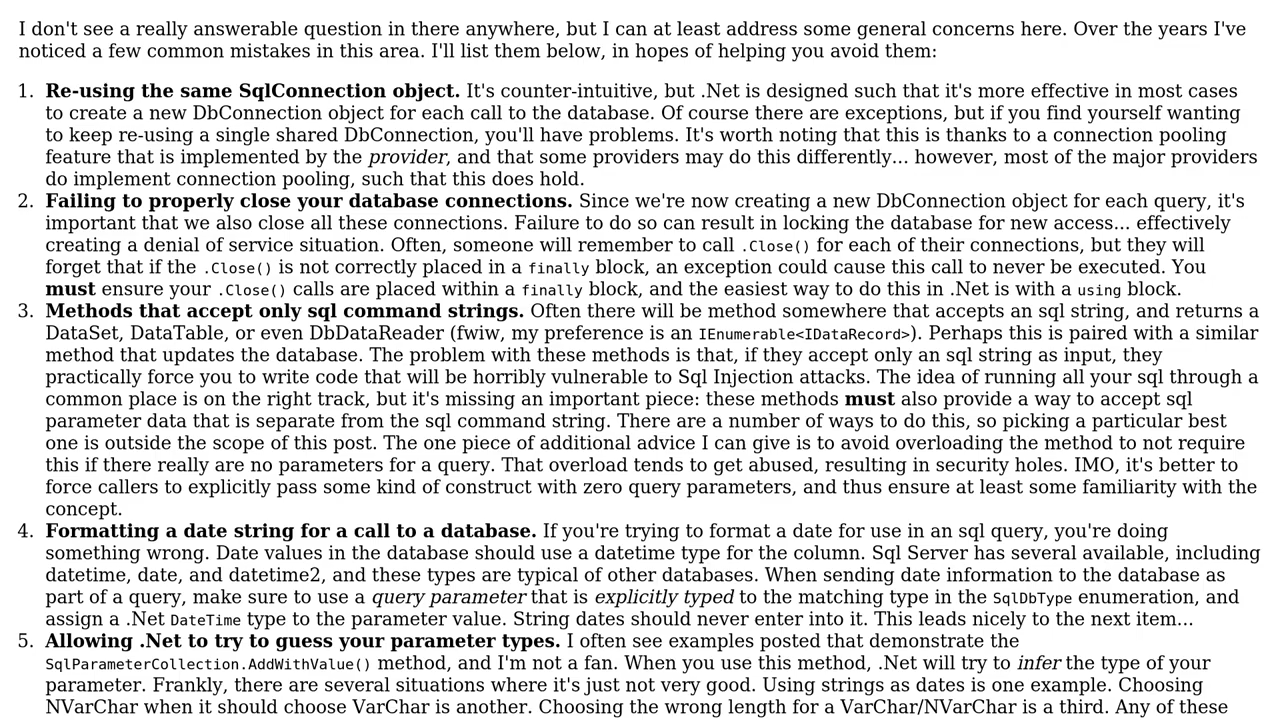 I don't see a really answerable question in there anywhere, but I can at least address some general concerns here. Over the years I've
noticed a few common mistakes in this area. I'll list them below, in hopes of helping you avoid them:
1. Re-using the same SqlConnection object. It's counter-intuitive, but .Net is designed such that it's more effective in most cases
to create a new DbConnection object for each call to the database. Of course there are exceptions, but if you find yourself wanting
to keep re-using a single shared DbConnection, you'll have problems. It's worth noting that this is thanks to a connection pooling
feature that is implemented by the provider, and that some providers may do this differently... however, most of the major providers
do implement connection pooling, such that this does hold.
2. Failing to properly close your database connections. Since we're now creating a new DbConnection object for each query, it's
important that we also close all these connections. Failure to do so can result in locking the database for new access... effectively
creating a denial of service situation. Often, someone will remember to call .Close() for each of their connections, but they will
forget that if the .Close() is not correctly placed in a finally block, an exception could cause this call to never be executed. You
must ensure your .Close() calls are placed within a finally block, and the easiest way to do this in .Net is with a using block.
3. Methods that accept only sql command strings. Often there will be method somewhere that accepts an sql string, and returns a
DataSet, DataTable, or even DbDataReader (fwiw, my preference is an IEnumerable<IDataRecord>). Perhaps this is paired with a similar
method that updates the database. The problem with these methods is that, if they accept only an sql string as input, they
practically force you to write code that will be horribly vulnerable to Sql Injection attacks. The idea of running all your sql through a
common place is on the right track, but it's missing an important piece: these methods must also provide a way to accept sql
parameter data that is separate from the sql command string. There are a number of ways to do this, so picking a particular best
one is outside the scope of this post. The one piece of additional advice I can give is to avoid overloading the method to not require
this if there really are no parameters for a query. That overload tends to get abused, resulting in security holes. IMO, it's better to
force callers to explicitly pass some kind of construct with zero query parameters, and thus ensure at least some familiarity with the
concept.
4. Formatting a date string for a call to a database. If you're trying to format a date for use in an sql query, you're doing
something wrong. Date values in the database should use a datetime type for the column. Sql Server has several available, including
datetime, date, and datetime2, and these types are typical of other databases. When sending date information to the database as
part of a query, make sure to use a query parameter that is explicitly typed to the matching type in the SqlDbType enumeration, and
assign a .Net DateTime type to the parameter value. String dates should never enter into it. This leads nicely to the next item...
5. Allowing .Net to try to guess your parameter types. I often see examples posted that demonstrate the
SqlParameterCollection.AddWithValue() method, and I'm not a fan. When you use this method, .Net will try to infer the type of your
parameter. Frankly, there are several situations where it's just not very good. Using strings as dates is one example. Choosing
NVarChar when it should choose VarChar is another. Choosing the wrong length for a VarChar/NVarChar is a third. Any of these